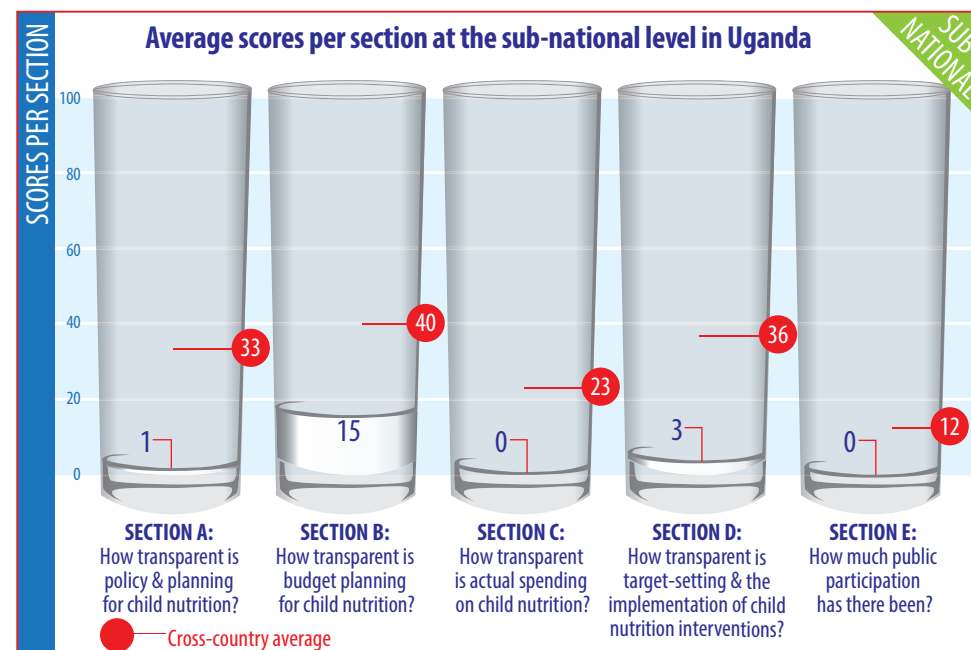 Average scores per section at the sub-national level in Uganda
SUB-
NATIONAL
SCORES PER SECTION
100
80
60
40
20
0
33
40
23
36
12
1
15
0
3
0
SECTION A:
How transparent is
policy & planning
for child nutrition?
SECTION B:
How transparent is
budget planning
for child nutrition?
SECTION C:
How transparent
is actual spending
on child nutrition?
SECTION D:
How transparent is
target-setting & the
implementation of child
nutrition interventions?
SECTION E:
How much public
participation
has there been?
Cross-country average